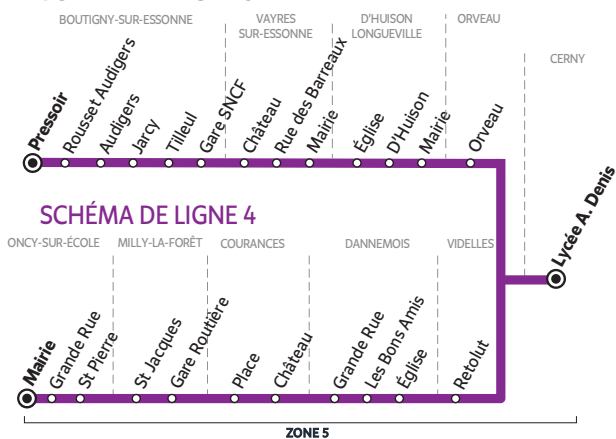 BOUTIGNY-SUR-ESSONNE
VAYRES
SUR-ESSONNE
D'HUISON
LONGUEVILLE
ORVEAU
CERNY
Pressoir
Rousset Audigers
Audigers
Jarcy
Tilleul
Gare SNCF
Château
Rue des Barreaux
Mairie
Église
D'Huison
Mairie
Orveau
Lycée A. Denis
SCHÉMA DE LIGNE 4
ONCY-SUR-ÉCOLE
MILLY-LA-FORÊT
COURANCES
DANNEMOIS
VIDELLES
Mairie
Grande Rue
St Pierre
St Jacques
Gare Routière
Place
Château
Grande Rue
Les Bons Amis
Église
Retolut
ZONE 5